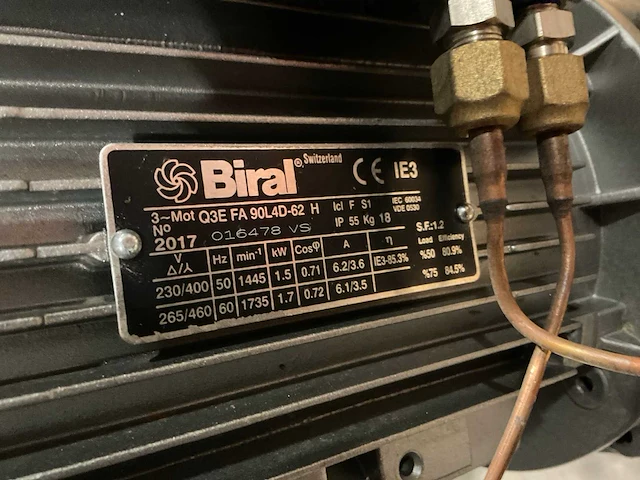 Biral® Switzerland CE IE3
3~Mot Q3E FA 90L4D-62 H Icl F S1 IEC 60034
Nº IP 55 Kg 18 VDE 0530
2017 016478 VS S.F.:1.2
V Hz min⁻¹ kW Cosφ A η Load Efficiency
Δ/⅄ %50 80.9%
230/400 50 1445 1.5 0.71 6.2/3.6 IE3-85.3% %75 84.5%
265/460 60 1735 1.7 0.72 6.1/3.5